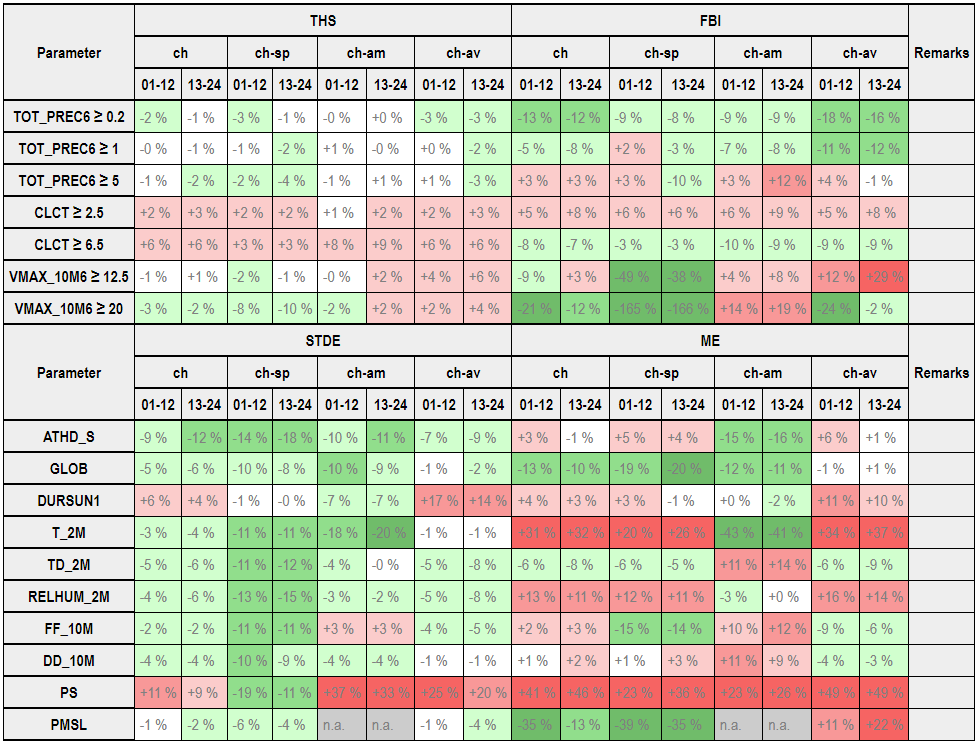 THS FBI
Parameter ch ch-sp ch-am ch-av ch ch-sp ch-am ch-av Remarks
01-12 13-24 01-12 13-24 01-12 13-24 01-12 13-24 01-12 13-24 01-12 13-24 01-12 13-24 01-12 13-24
TOT_PREC6 ≥ 0.2 -2 % -1 % -3 % -1 % -0 % +0 % -3 % -3 % -13 % -12 % -9 % -8 % -9 % -9 % -18 % -16 %
TOT_PREC6 ≥ 1 -0 % -1 % -1 % -2 % +1 % -0 % +0 % -2 % -5 % -8 % +2 % -3 % -7 % -8 % -11 % -12 %
TOT_PREC6 ≥ 5 -1 % -2 % -2 % -4 % -1 % +1 % +1 % -3 % +3 % +3 % +3 % -10 % +3 % +12 % +4 % -1 %
CLCT ≥ 2.5 +2 % +3 % +2 % +2 % +1 % +2 % +2 % +3 % +5 % +8 % +6 % +6 % +6 % +9 % +5 % +8 %
CLCT ≥ 6.5 +6 % +6 % +3 % +3 % +8 % +9 % +6 % +6 % -8 % -7 % -3 % -3 % -10 % -9 % -9 % -9 %
VMAX_10M6 ≥ 12.5 -1 % +1 % -2 % -1 % -0 % +2 % +4 % +6 % -9 % +3 % -49 % -38 % +4 % +8 % +12 % +29 %
VMAX_10M6 ≥ 20 -3 % -2 % -8 % -10 % -2 % +2 % +2 % +4 % -21 % -12 % -165 % -166 % +14 % +19 % -24 % -2 %
STDE ME
Parameter ch ch-sp ch-am ch-av ch ch-sp ch-am ch-av Remarks
01-12 13-24 01-12 13-24 01-12 13-24 01-12 13-24 01-12 13-24 01-12 13-24 01-12 13-24 01-12 13-24
ATHD_S -9 % -12 % -14 % -18 % -10 % -11 % -7 % -9 % +3 % -1 % +5 % +4 % -15 % -16 % +6 % +1 %
GLOB -5 % -6 % -10 % -8 % -10 % -9 % -1 % -2 % -13 % -10 % -19 % -20 % -12 % -11 % -1 % +1 %
DURSUN1 +6 % +4 % -1 % -0 % -7 % -7 % +17 % +14 % +4 % +3 % +3 % -1 % +0 % -2 % +11 % +10 %
T_2M -3 % -4 % -11 % -11 % -18 % -20 % -1 % -1 % +31 % +32 % +20 % +26 % -43 % -41 % +34 % +37 %
TD_2M -5 % -6 % -11 % -12 % -4 % -0 % -5 % -8 % -6 % -8 % -6 % -5 % +11 % +14 % -6 % -9 %
RELHUM_2M -4 % -6 % -13 % -15 % -3 % -2 % -5 % -8 % +13 % +11 % +12 % +11 % -3 % +0 % +16 % +14 %
FF_10M -2 % -2 % -11 % -11 % +3 % +3 % -4 % -5 % +2 % +3 % -15 % -14 % +10 % +12 % -9 % -6 %
DD_10M -4 % -4 % -10 % -9 % -4 % -4 % -1 % -1 % +1 % +2 % +1 % +3 % +11 % +9 % -4 % -3 %
PS +11 % +9 % -19 % -11 % +37 % +33 % +25 % +20 % +41 % +46 % +23 % +36 % +23 % +26 % +49 % +49 %
PMSL -1 % -2 % -6 % -4 % n.a. n.a. -1 % -4 % -35 % -13 % -39 % -35 % n.a. n.a. +11 % +22 %